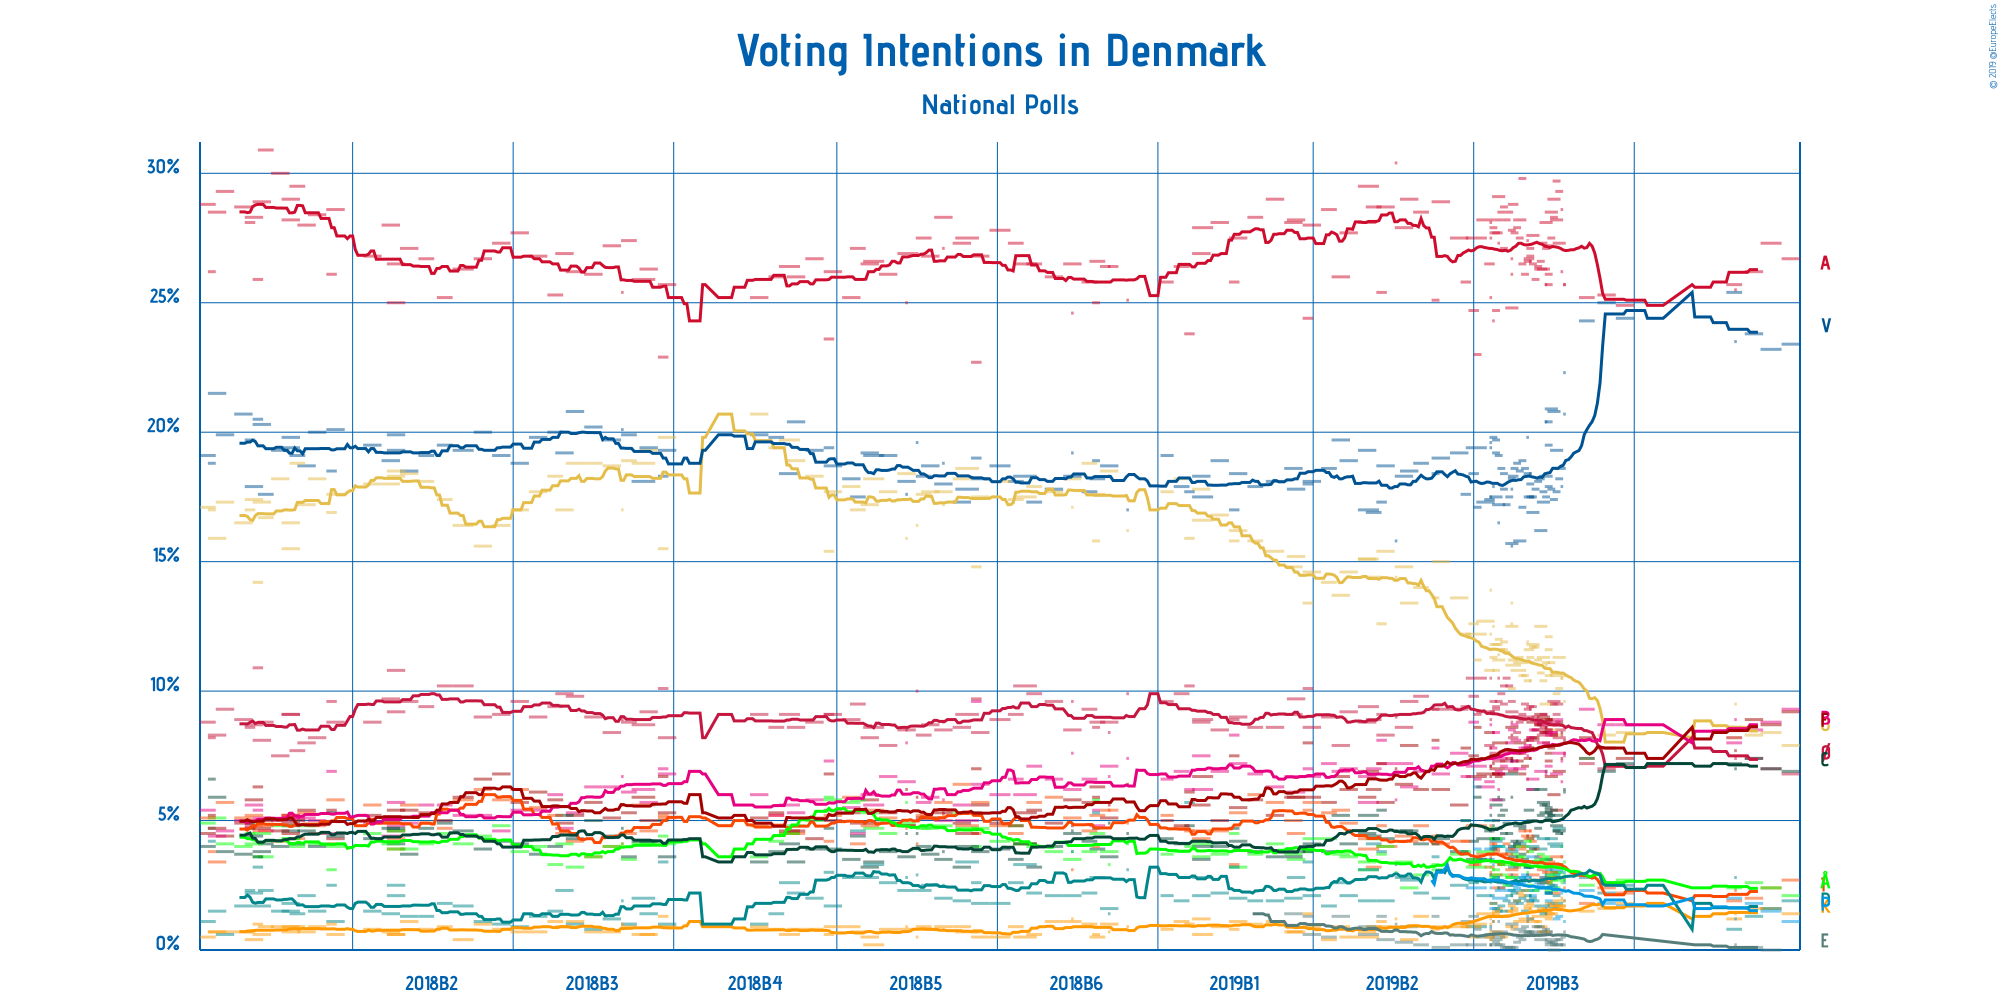 © 2019 @EuropeElects
Voting Intentions in Denmark
National Polls
30%
25%
20%
15%
10%
5%
0%
A
V
F
C
E
2018B2
2018B3
2018B4
2018B5
2018B6
2019B1
2019B2
2019B3